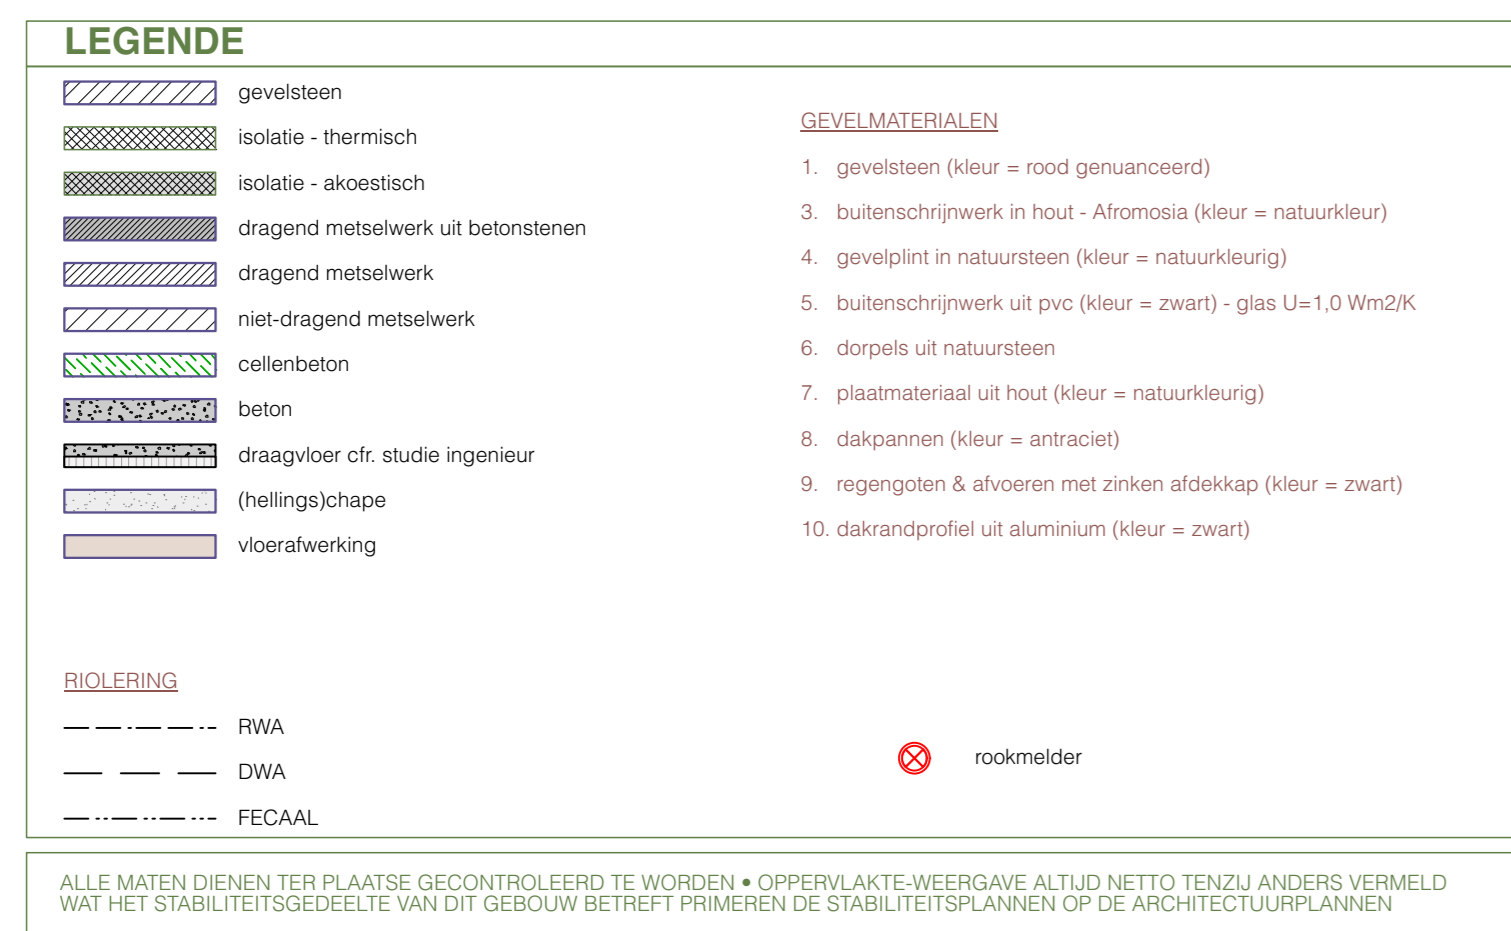 LEGENDE
gevelsteen
isolatie - thermisch
isolatie - akoestisch
dragend metselwerk uit betonstenen
dragend metselwerk
niet-dragend metselwerk
cellenbeton
beton
draagvloer cfr. studie ingenieur
(hellings)chape
vloerafwerking
GEVELMATERIALEN
1. gevelsteen (kleur = rood genuanceerd)
3. buitenschrijnwerk in hout - Afromosia (kleur = natuurkleur)
4. gevelplint in natuursteen (kleur = natuurkleurig)
5. buitenschrijnwerk uit pvc (kleur = zwart) - glas U=1,0 Wm2/K
6. dorpels uit natuursteen
7. plaatmateriaal uit hout (kleur = natuurkleurig)
8. dakpannen (kleur = antraciet)
9. regengoten & afvoeren met zinken afdekkap (kleur = zwart)
10. dakrandprofiel uit aluminium (kleur = zwart)
RIOLERING
RWA
DWA
FECAAL
rookmelder
ALLE MATEN DIENEN TER PLAATSE GECONTROLEERD TE WORDEN • OPPERVLAKTE-WEERGAVE ALTIJD NETTO TENZIJ ANDERS VERMELD
WAT HET STABILITEITSGEDEELTE VAN DIT GEBOUW BETREFT PRIMEREN DE STABILITEITSPLANNEN OP DE ARCHITECTUURPLANNEN